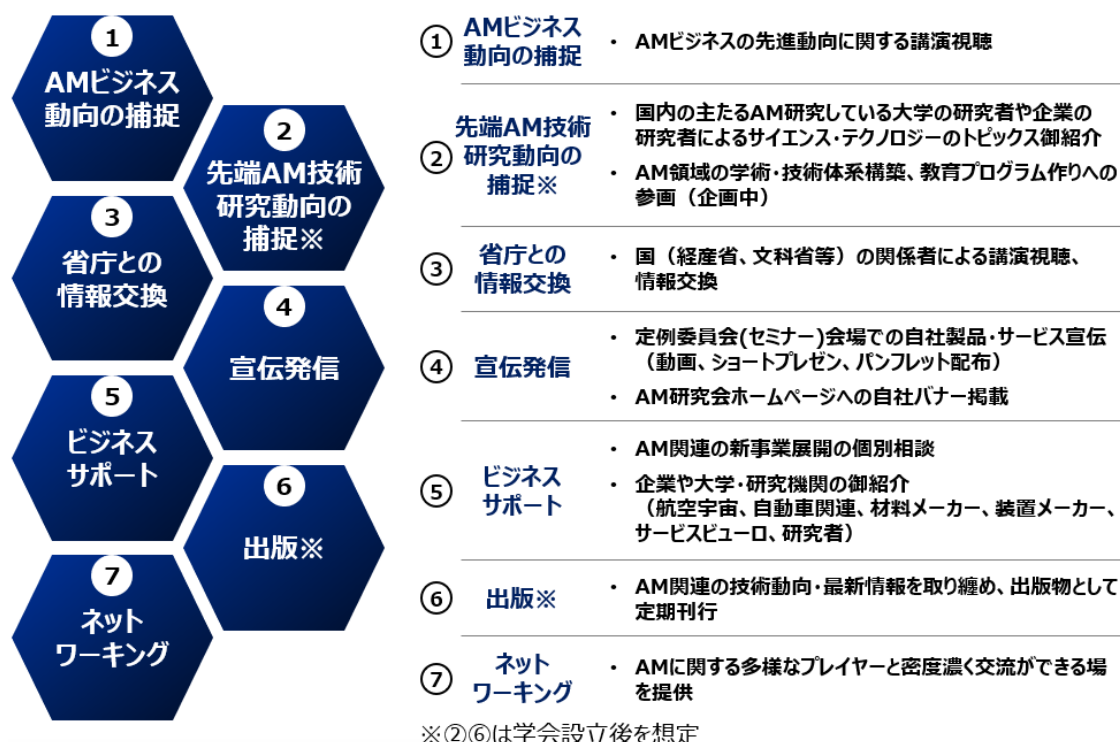 1
AMビジネス
動向の捕捉
2
先端AM技術
研究動向の
捕捉※
3
省庁との
情報交換
4
宣伝発信
5
ビジネス
サポート
6
出版※
7
ネット
ワーキング
① AMビジネス
動向の捕捉
・ AMビジネスの先進動向に関する講演視聴
② 先端AM技術
研究動向の
捕捉※
・ 国内の主たるAM研究している大学の研究者や企業の
研究者によるサイエンス・テクノロジーのトピックス御紹介
・ AM領域の学術・技術体系構築、教育プログラム作りへの
参画（企画中）
③ 省庁との
情報交換
・ 国（経産省、文科省等）の関係者による講演視聴、
情報交換
④ 宣伝発信
・ 定例委員会(セミナー)会場での自社製品・サービス宣伝
（動画、ショートプレゼン、パンフレット配布）
・ AM研究会ホームページへの自社バナー掲載
⑤ ビジネス
サポート
・ AM関連の新事業展開の個別相談
・ 企業や大学・研究機関の御紹介
（航空宇宙、自動車関連、材料メーカー、装置メーカー、
サービスビューロ、研究者）
⑥ 出版※
・ AM関連の技術動向・最新情報を取り纏め、出版物として
定期刊行
⑦ ネット
ワーキング
・ AMに関する多様なプレイヤーと密度濃く交流ができる場
を提供
※②⑥は学会設立後を想定